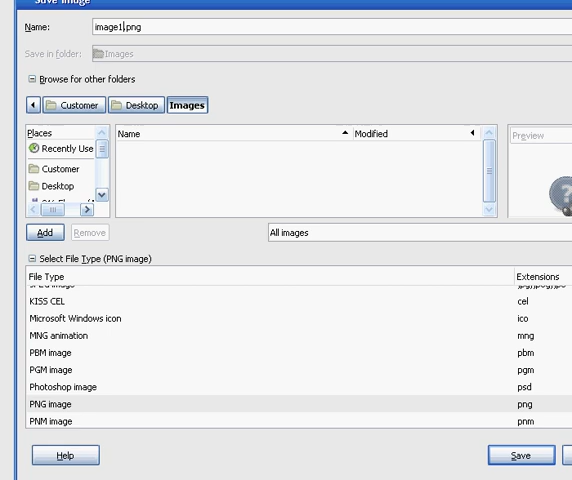 Save Image
Name: image1.png
Save in folder: Images
Browse for other folders
Customer Desktop Images
Places Name Modified Preview
Recently Use
Customer
Desktop
Add Remove All images
Select File Type (PNG image)
File Type Extensions
KISS CEL cel
Microsoft Windows icon ico
MNG animation mng
PBM image pbm
PGM image pgm
Photoshop image psd
PNG image png
PNM image pnm
Help Save